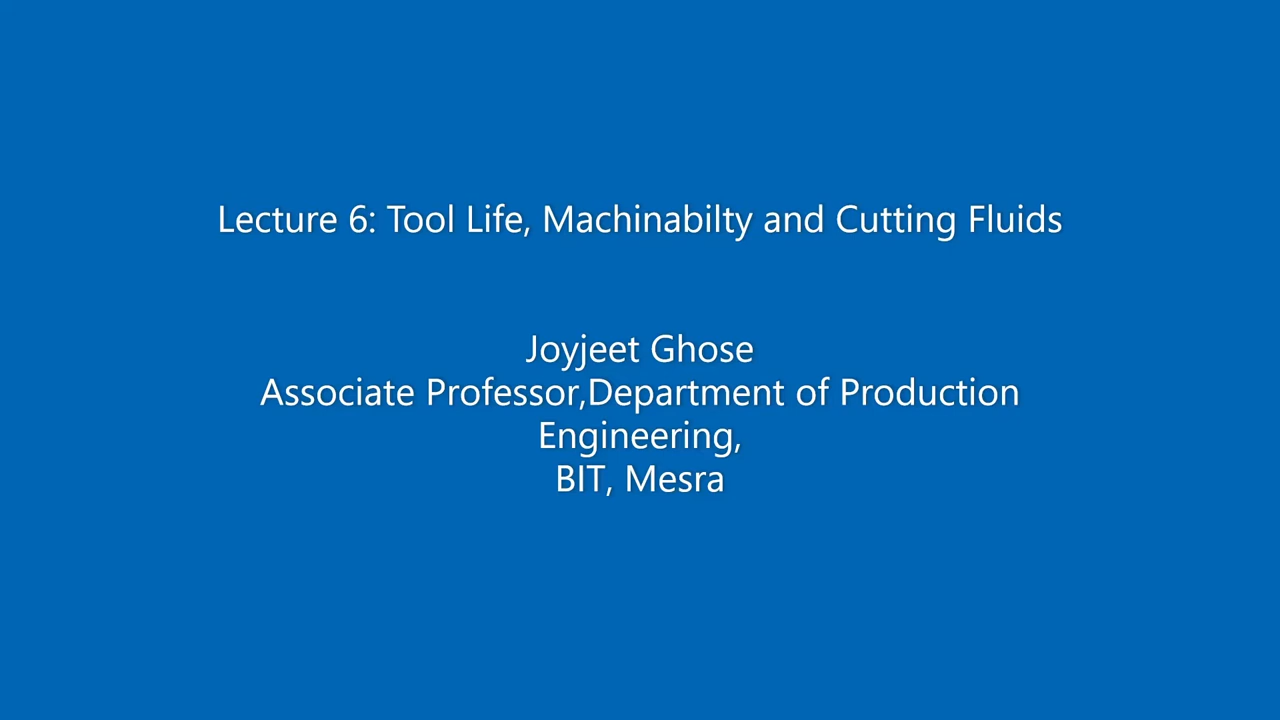 Lecture 6: Tool Life, Machinabilty and Cutting Fluids
Joyjeet Ghose
Associate Professor,Department of Production
Engineering,
BIT, Mesra